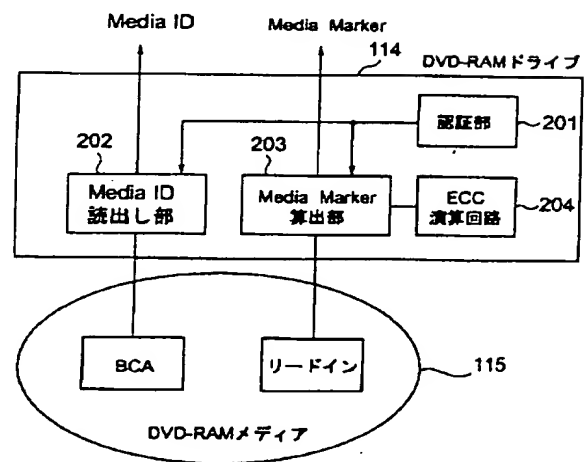 Media ID
Media Marker
114
DVD-RAMドライブ
認証部
201
202
203
Media ID
読出し部
Media Marker
算出部
ECC
演算回路
204
BCA
リードイン
115
DVD-RAMメディア